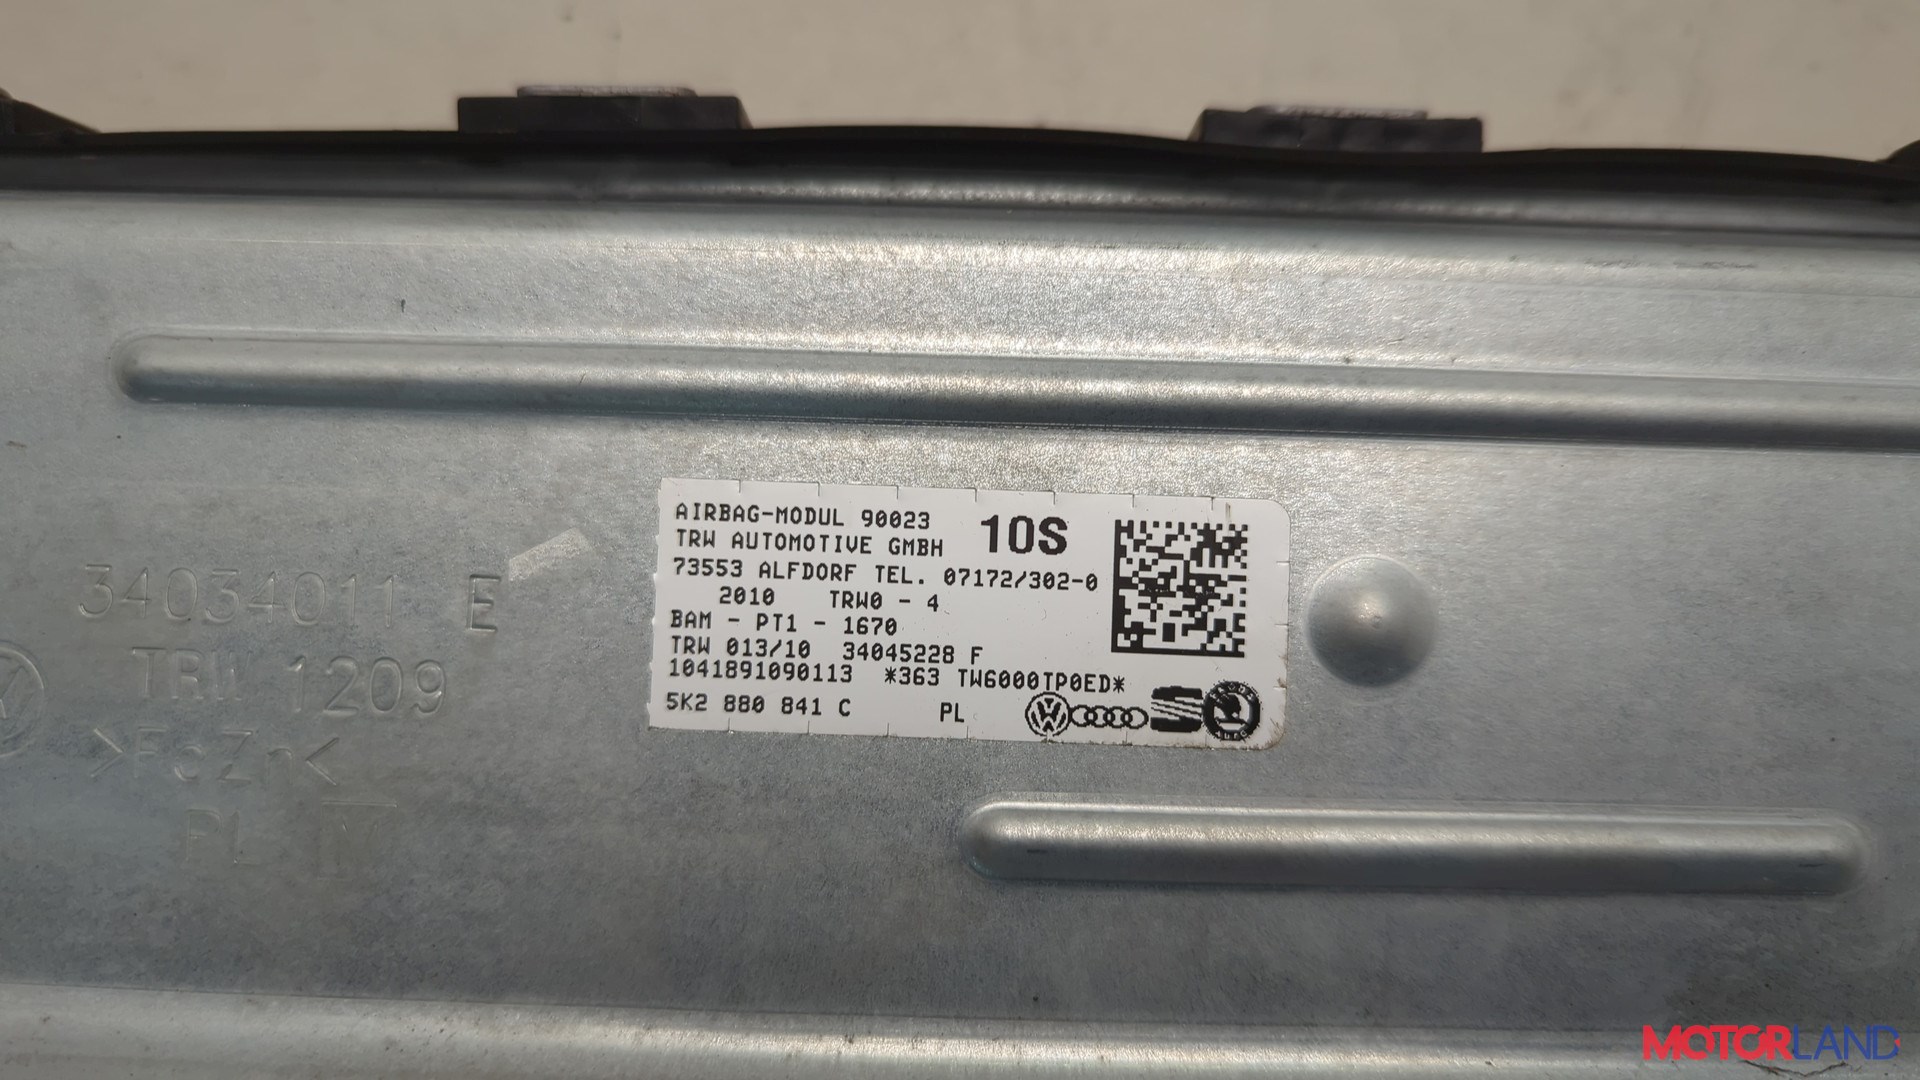 AIRBAG-MODUL 90023
10S
TRW AUTOMOTIVE GMBH
73553 ALFDORF TEL. 07172/302-0
2010 TRW0 - 4
BAM - PT1 - 1670
TRW 013/10 34045228 F
1041891090113 *363 TW6000TP0ED*
5K2 880 841 C PL
34034011 E
TRW 1209
>FeZn<
PL
MOTORLAND